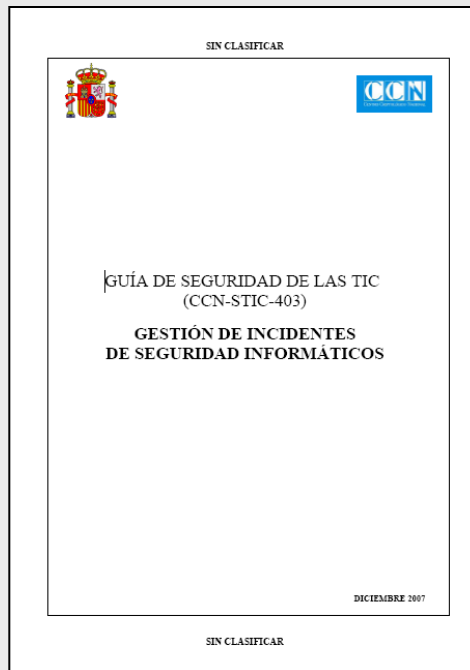 SIN CLASIFICAR
CCN
GUÍA DE SEGURIDAD DE LAS TIC
(CCN-STIC-403)
GESTIÓN DE INCIDENTES
DE SEGURIDAD INFORMÁTICOS
DICIEMBRE 2007
SIN CLASIFICAR